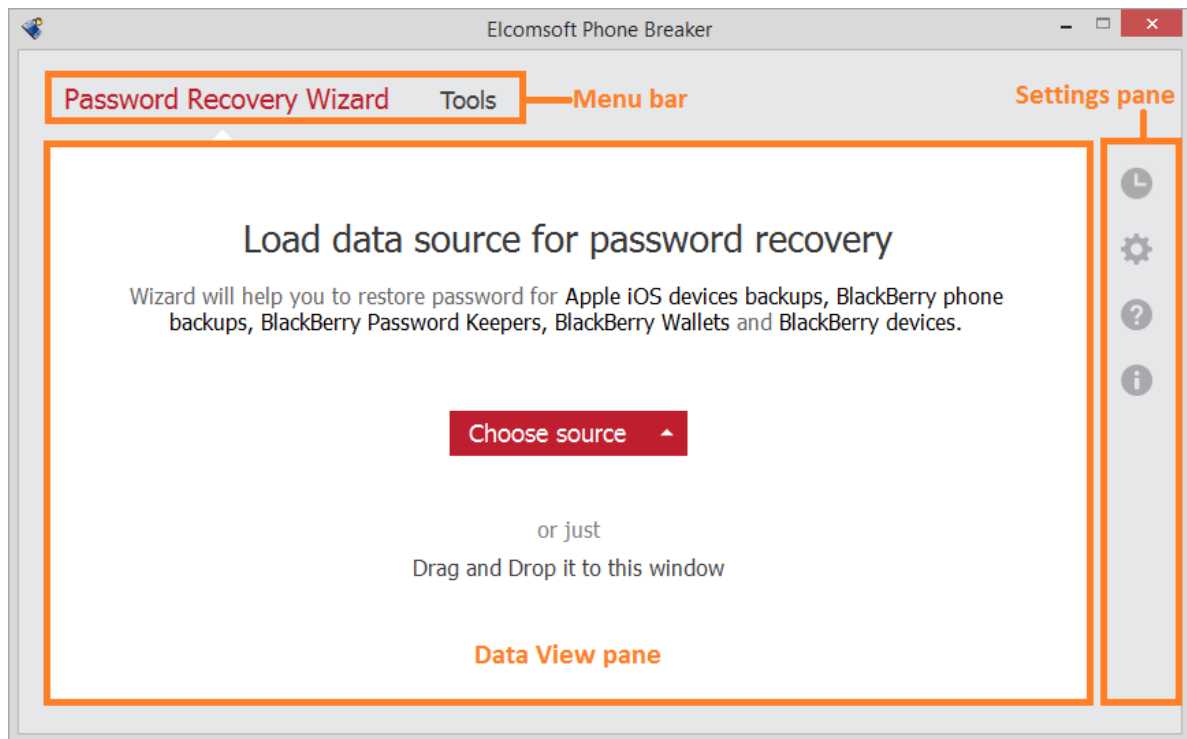 Elcomsoft Phone Breaker
Password Recovery Wizard Tools Menu bar
Settings pane
Load data source for password recovery
Wizard will help you to restore password for Apple iOS devices backups, BlackBerry phone
backups, BlackBerry Password Keepers, BlackBerry Wallets and BlackBerry devices.
Choose source
or just
Drag and Drop it to this window
Data View pane